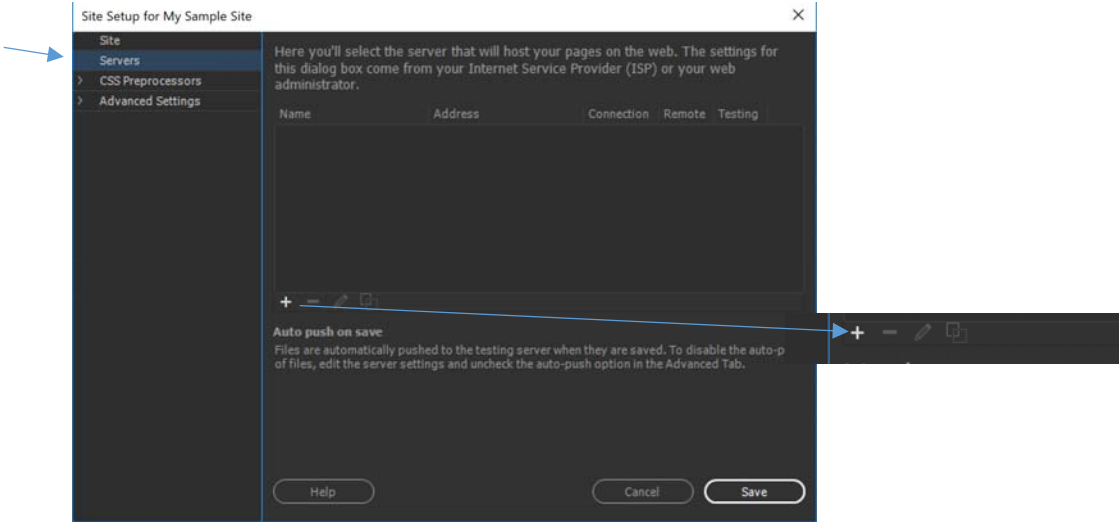 Site Setup for My Sample Site
Site
Servers
CSS Preprocessors
Advanced Settings
Here you'll select the server that will host your pages on the web. The settings for
this dialog box come from your Internet Service Provider (ISP) or your web
administrator.
Name Address Connection Remote Testing
Auto push on save
Files are automatically pushed to the testing server when they are saved. To disable the auto-p
of files, edit the server settings and uncheck the auto-push option in the Advanced Tab.
Help Cancel Save